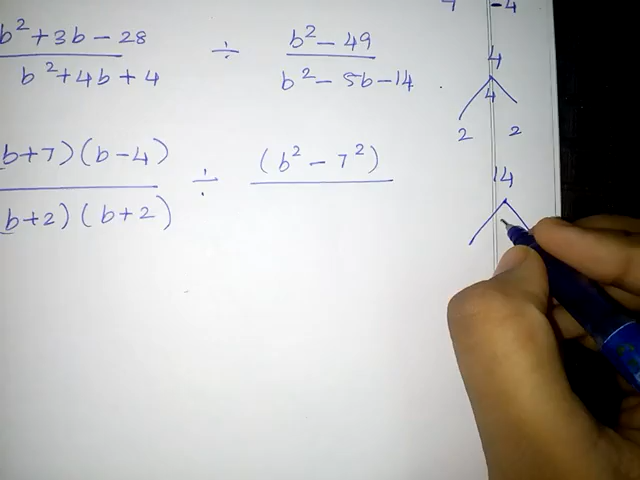 b² + 3b − 28 ÷ b² − 49
b² + 4b + 4 b² − 5b − 14
b + 7) (b − 4) ÷ (b² − 7²)
b + 2) (b + 2)
-4
4
4
2 2
14